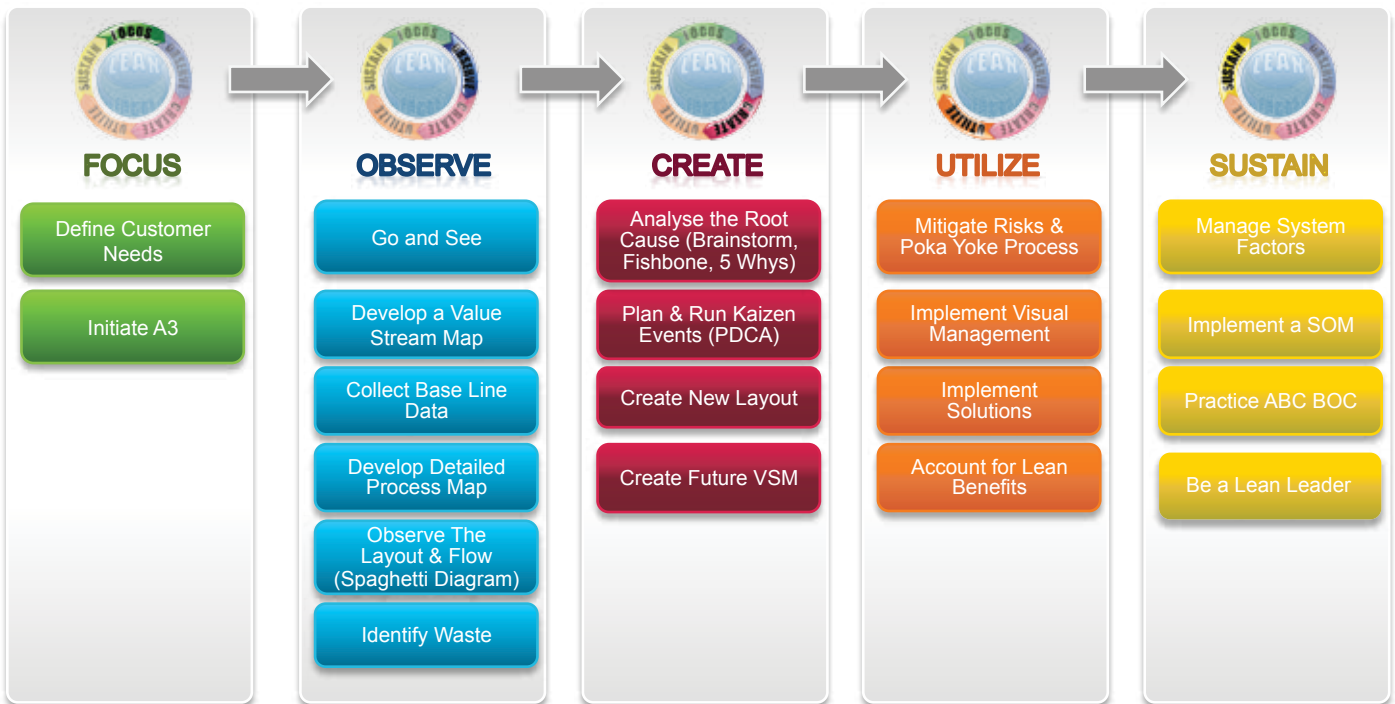 FOCUS
Define Customer
Needs
Initiate A3
OBSERVE
Go and See
Develop a Value
Stream Map
Collect Base Line
Data
Develop Detailed
Process Map
Observe The
Layout & Flow
(Spaghetti Diagram)
Identify Waste
CREATE
Analyse the Root
Cause (Brainstorm,
Fishbone, 5 Whys)
Plan & Run Kaizen
Events (PDCA)
Create New Layout
Create Future VSM
UTILIZE
Mitigate Risks &
Poka Yoke Process
Implement Visual
Management
Implement
Solutions
Account for Lean
Benefits
SUSTAIN
Manage System
Factors
Implement a SOM
Practice ABC BOC
Be a Lean Leader